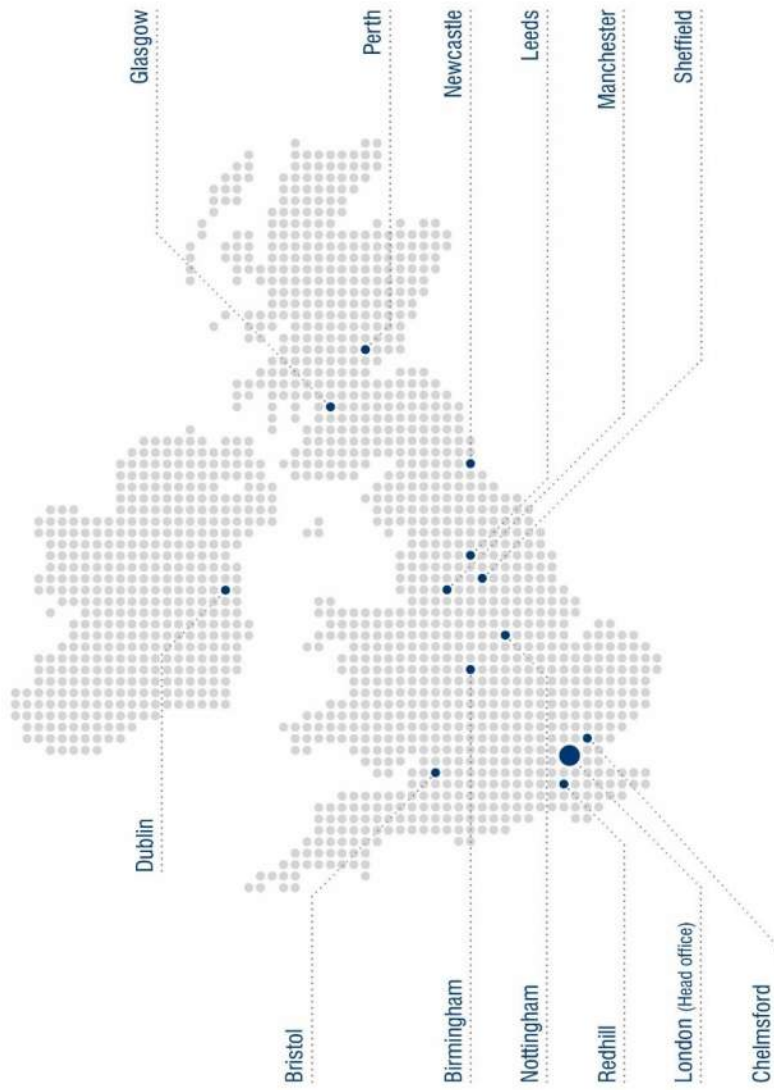 Glasgow
Perth
Newcastle
Leeds
Manchester
Sheffield
Dublin
Bristol
Birmingham
Nottingham
Redhill
London (Head office)
Chelmsford